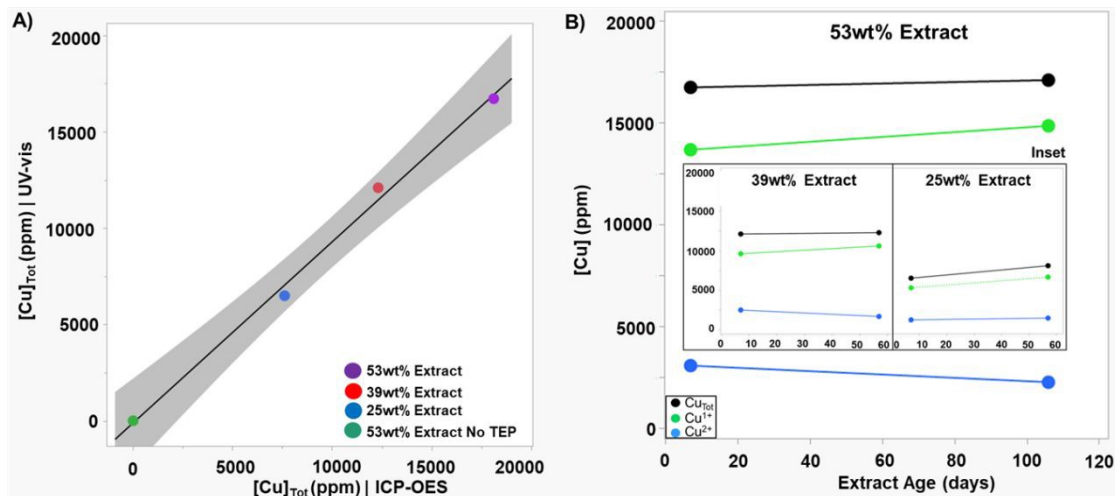 A)
20000
15000
10000
5000
0
[Cu]Tot (ppm) | UV-vis
53wt% Extract
39wt% Extract
25wt% Extract
53wt% Extract No TEP
0 5000 10000 15000 20000
[Cu]Tot (ppm) | ICP-OES
B)
53wt% Extract
20000
15000
10000
5000
0
[Cu] (ppm)
Inset
39wt% Extract
25wt% Extract
20000
15000
10000
5000
0
0 10 20 30 40 50 60
0 10 20 30 40 50 60
CuTot
Cu1+
Cu2+
0 20 40 60 80 100 120
Extract Age (days)